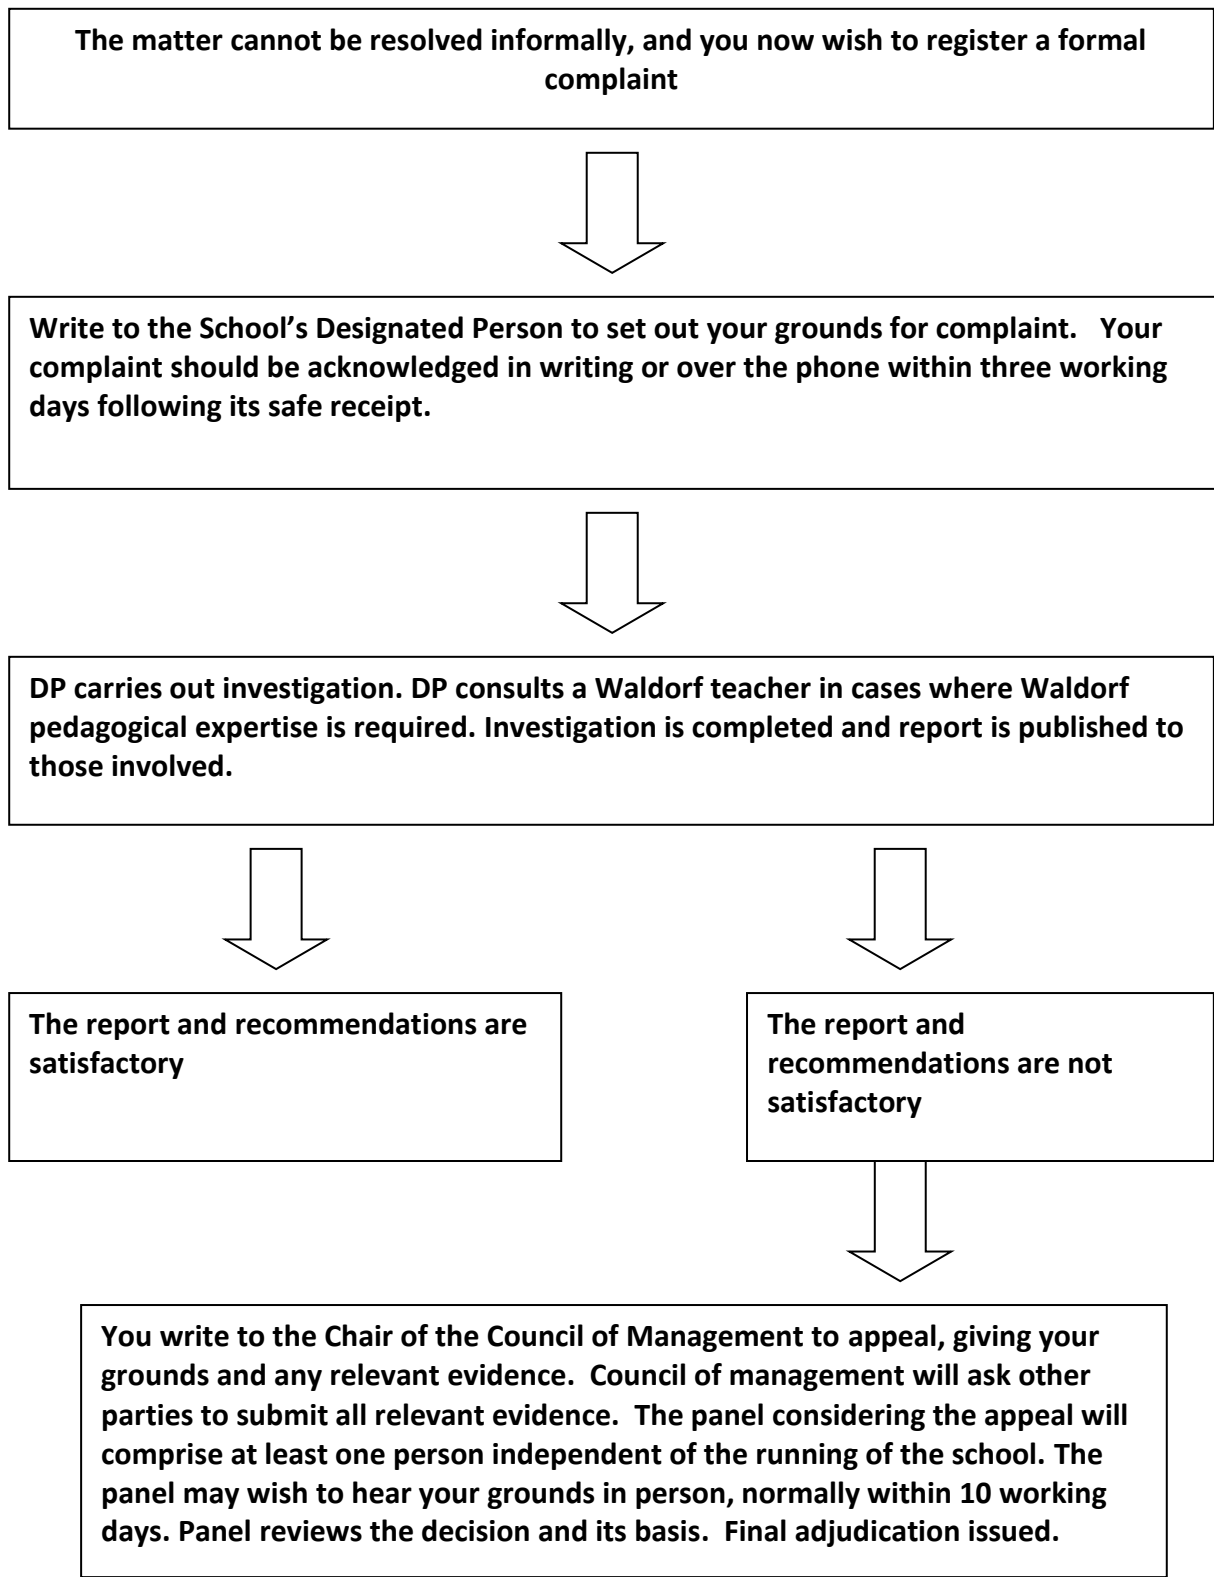 The matter cannot be resolved informally, and you now wish to register a formal
complaint
Write to the School’s Designated Person to set out your grounds for complaint.   Your
complaint should be acknowledged in writing or over the phone within three working
days following its safe receipt.
DP carries out investigation. DP consults a Waldorf teacher in cases where Waldorf
pedagogical expertise is required. Investigation is completed and report is published to
those involved.
The report and recommendations are
satisfactory
The report and
recommendations are not
satisfactory
You write to the Chair of the Council of Management to appeal, giving your
grounds and any relevant evidence.  Council of management will ask other
parties to submit all relevant evidence.  The panel considering the appeal will
comprise at least one person independent of the running of the school. The
panel may wish to hear your grounds in person, normally within 10 working
days. Panel reviews the decision and its basis.  Final adjudication issued.